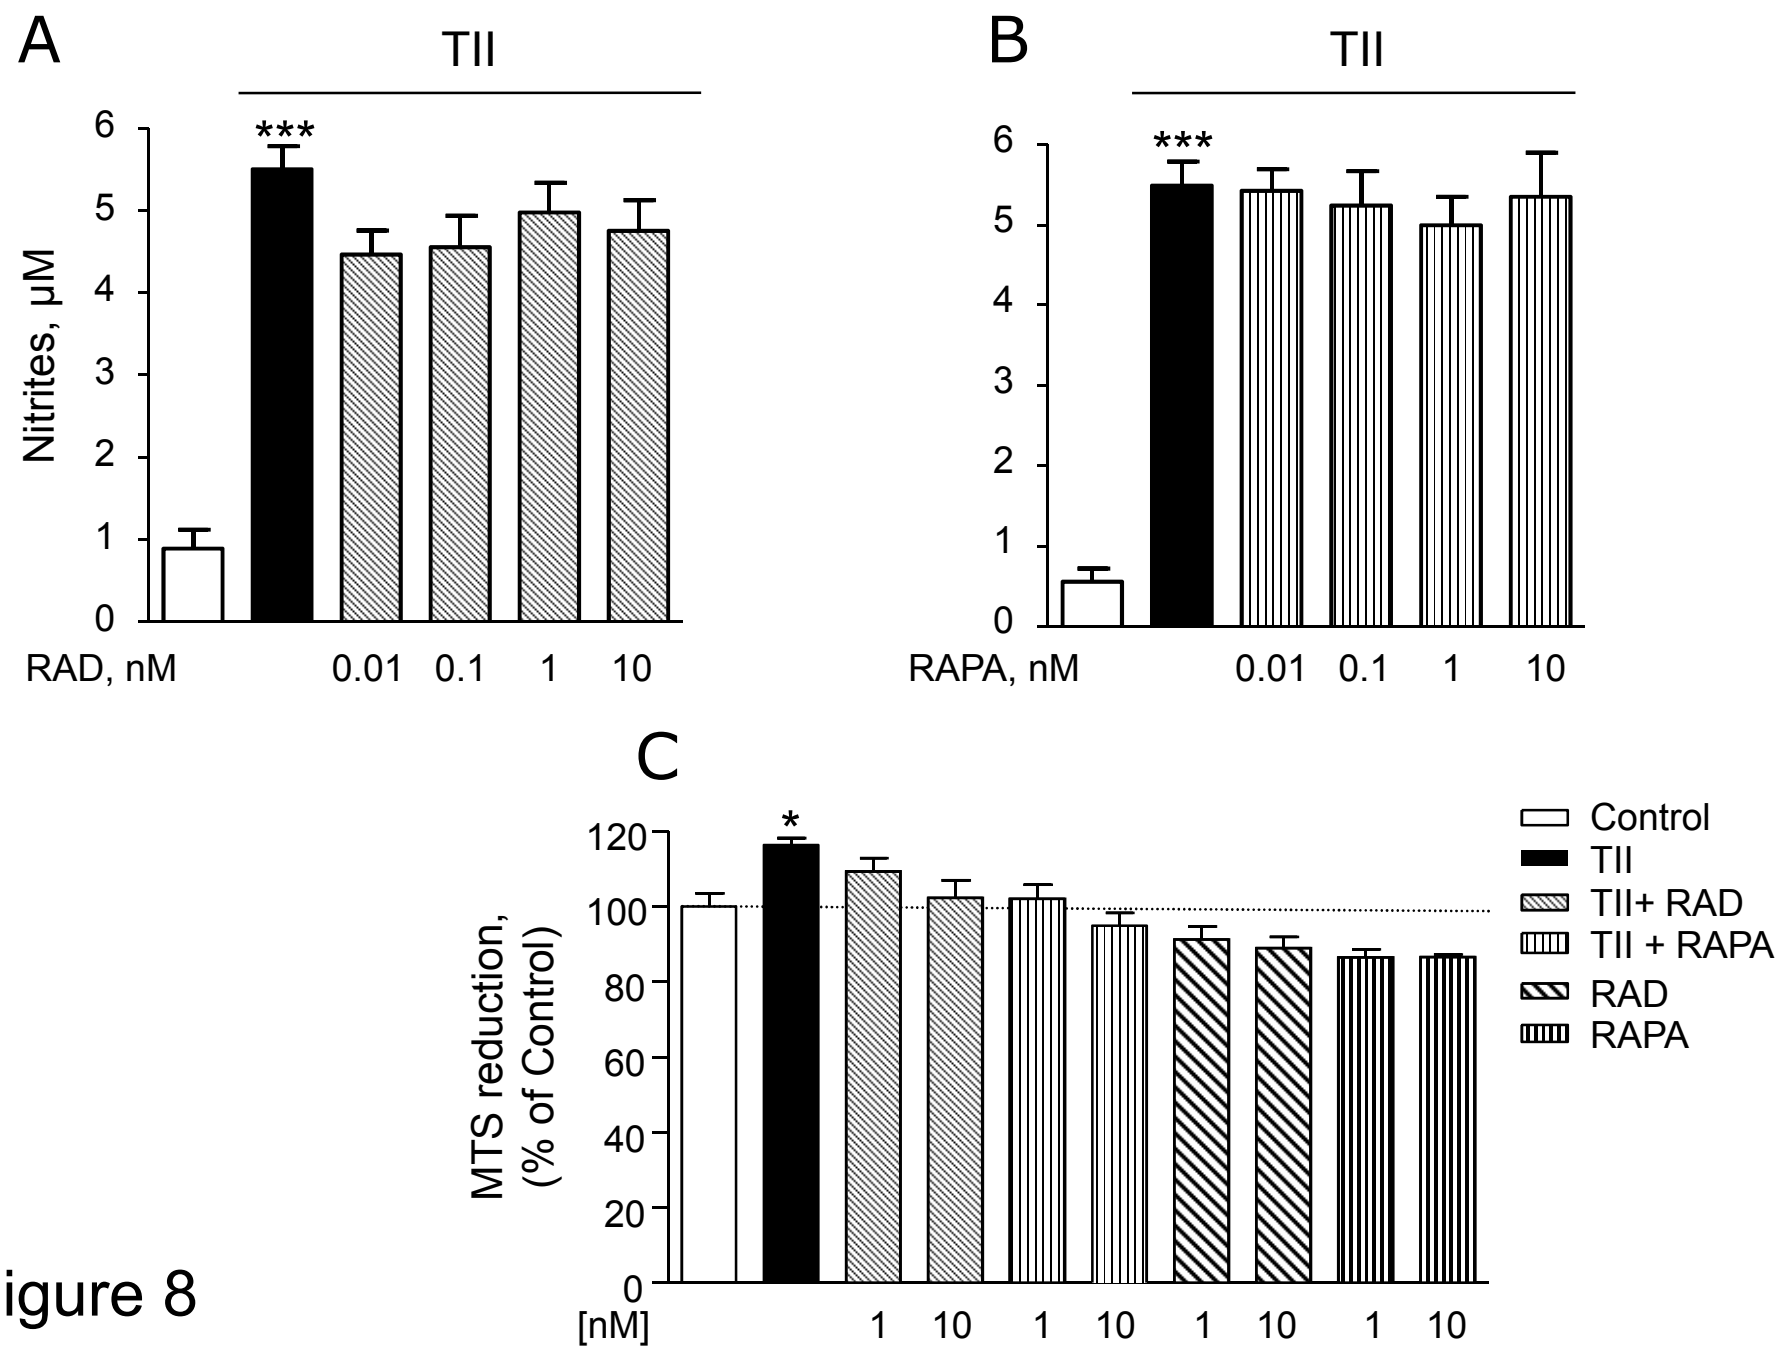 A
TII
***
6
5
4
3
2
1
0
Nitrites, µM
RAD, nM 0.01 0.1 1 10
B
TII
***
6
5
4
3
2
1
0
RAPA, nM 0.01 0.1 1 10
C
*
120
100
80
60
40
20
0
MTS reduction,
(% of Control)
[nM] 1 10 1 10 1 10 1 10
Control
TII
TII+ RAD
TII + RAPA
RAD
RAPA
igure 8